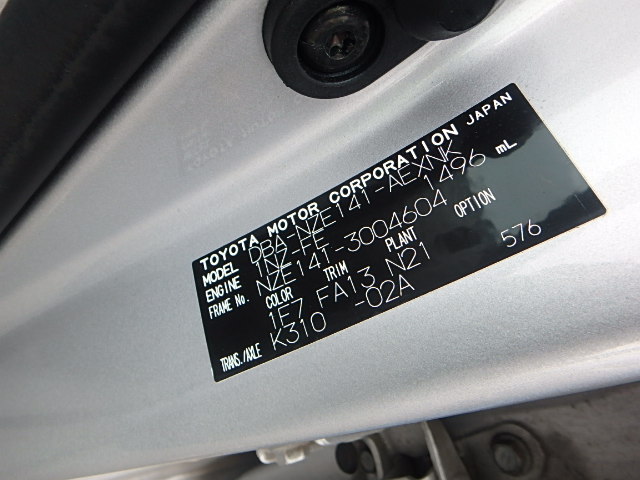 TOYOTA MOTOR CORPORATION JAPAN
MODEL DBA-NZE141-AEXNK
ENGINE 1NZ-FE 1496 mL
FRAME No. NZE141-3004604
COLOR TRIM PLANT OPTION
1F7 FA13 N21 576
TRANS./AXLE K310 -02A